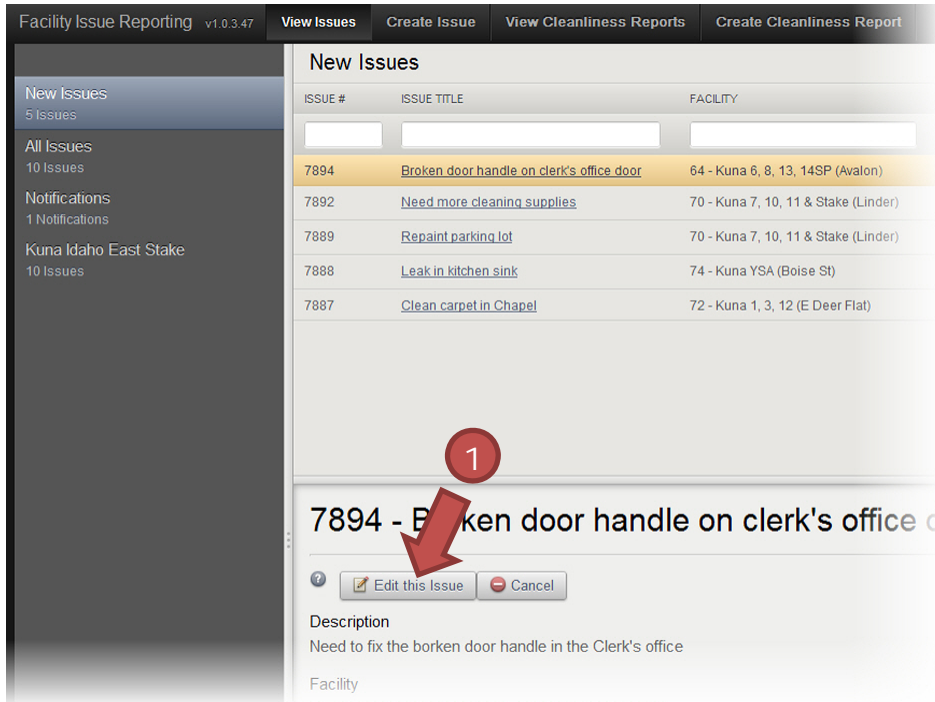 Facility Issue Reporting v1.0.3.47 View Issues Create Issue View Cleanliness Reports Create Cleanliness Report
New Issues
5 Issues
All Issues
10 Issues
Notifications
1 Notifications
Kuna Idaho East Stake
10 Issues
New Issues
ISSUE # ISSUE TITLE FACILITY
7894 Broken door handle on clerk's office door 64 - Kuna 6, 8, 13, 14SP (Avalon)
7892 Need more cleaning supplies 70 - Kuna 7, 10, 11 & Stake (Linder)
7889 Repaint parking lot 70 - Kuna 7, 10, 11 & Stake (Linder)
7888 Leak in kitchen sink 74 - Kuna YSA (Boise St)
7887 Clean carpet in Chapel 72 - Kuna 1, 3, 12 (E Deer Flat)
1
7894 - Broken door handle on clerk's office
? Edit this Issue Cancel
Description
Need to fix the borken door handle in the Clerk's office
Facility